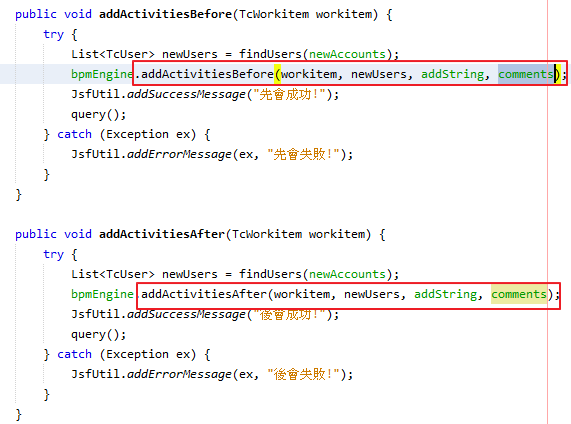 public void addActivitiesBefore(TcWorkitem workitem) {
try {
List<TcUser> newUsers = findUsers(newAccounts);
bpmEngine.addActivitiesBefore(workitem, newUsers, addString, comments);
JsfUtil.addSuccessMessage("先會成功!");
query();
} catch (Exception ex) {
JsfUtil.addErrorMessage(ex, "先會失敗!");
}
}
public void addActivitiesAfter(TcWorkitem workitem) {
try {
List<TcUser> newUsers = findUsers(newAccounts);
bpmEngine.addActivitiesAfter(workitem, newUsers, addString, comments);
JsfUtil.addSuccessMessage("後會成功!");
query();
} catch (Exception ex) {
JsfUtil.addErrorMessage(ex, "後會失敗!");
}
}